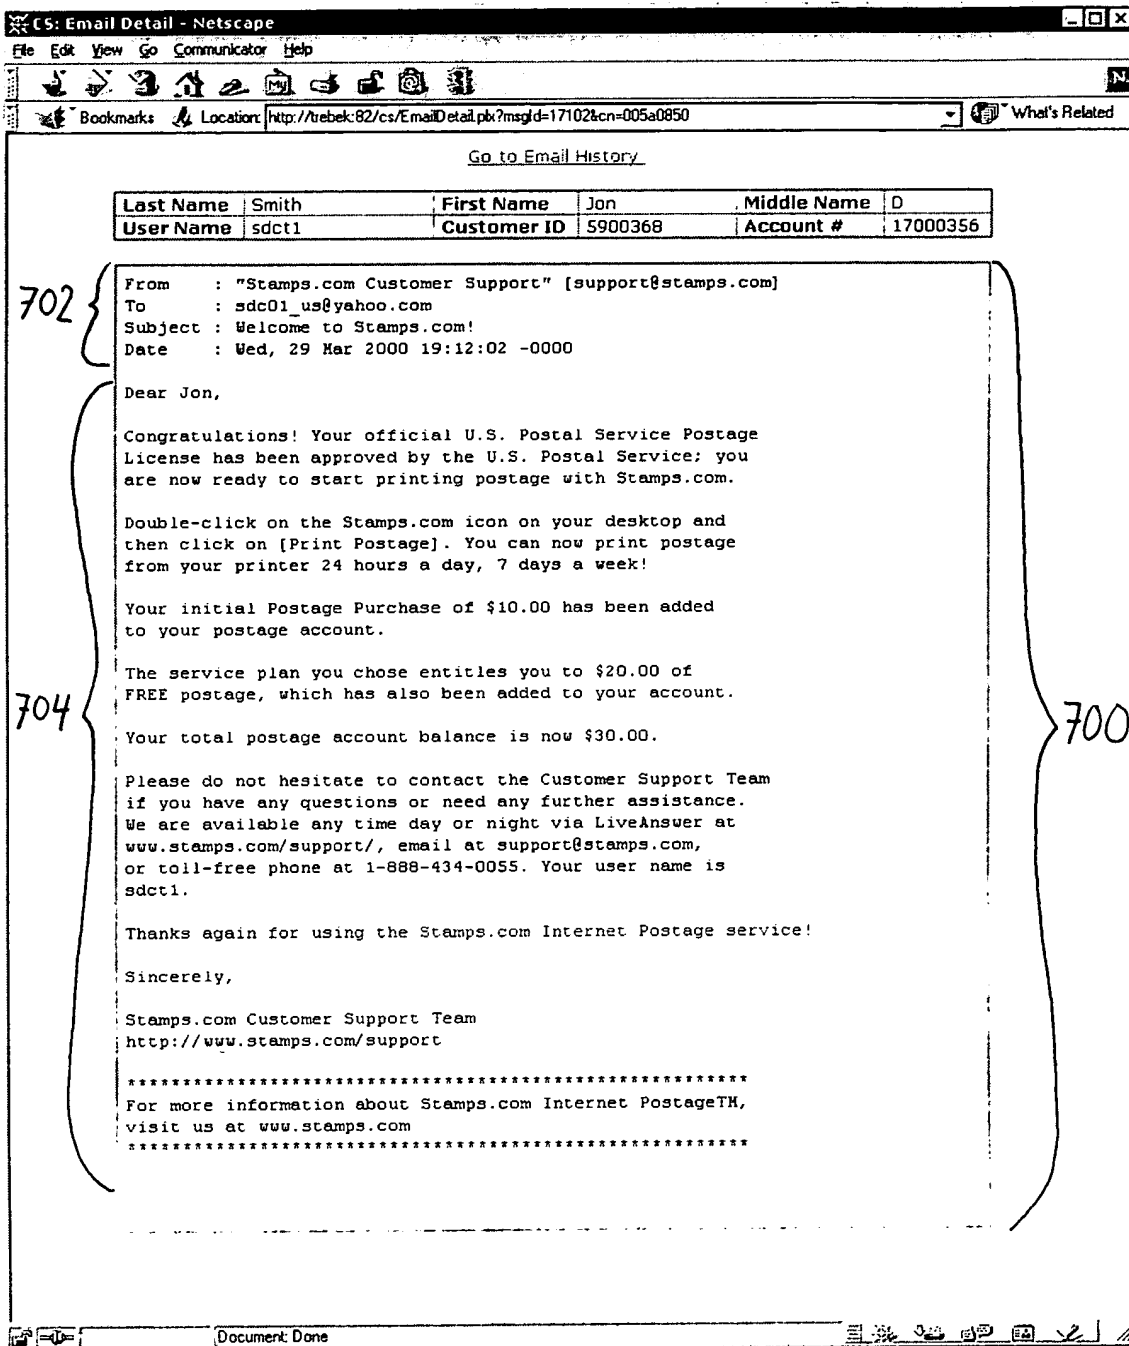 CS: Email Detail - Netscape
File Edit View Go Communicator Help
My N
Bookmarks Location: http://trebek:82/cs/EmailDetail.plx?msgId=17102&cn=005a0850 What's Related
Go to Email History
Last Name Smith First Name Jon Middle Name D
User Name sdct1 Customer ID 5900368 Account # 17000356
702
From : "Stamps.com Customer Support" [support@stamps.com]
To : sdc01_us@yahoo.com
Subject : Welcome to Stamps.com!
Date : Wed, 29 Mar 2000 19:12:02 -0000
Dear Jon,
Congratulations! Your official U.S. Postal Service Postage
License has been approved by the U.S. Postal Service; you
are now ready to start printing postage with Stamps.com.
Double-click on the Stamps.com icon on your desktop and
then click on [Print Postage]. You can now print postage
from your printer 24 hours a day, 7 days a week!
Your initial Postage Purchase of $10.00 has been added
to your postage account.
The service plan you chose entitles you to $20.00 of
FREE postage, which has also been added to your account.
704
700
Your total postage account balance is now $30.00.
Please do not hesitate to contact the Customer Support Team
if you have any questions or need any further assistance.
We are available any time day or night via LiveAnswer at
www.stamps.com/support/, email at support@stamps.com,
or toll-free phone at 1-888-434-0055. Your user name is
sdct1.
Thanks again for using the Stamps.com Internet Postage service!
Sincerely,
Stamps.com Customer Support Team
http://www.stamps.com/support
*********************************************************
For more information about Stamps.com Internet PostageTM,
visit us at www.stamps.com
*********************************************************
Document: Done